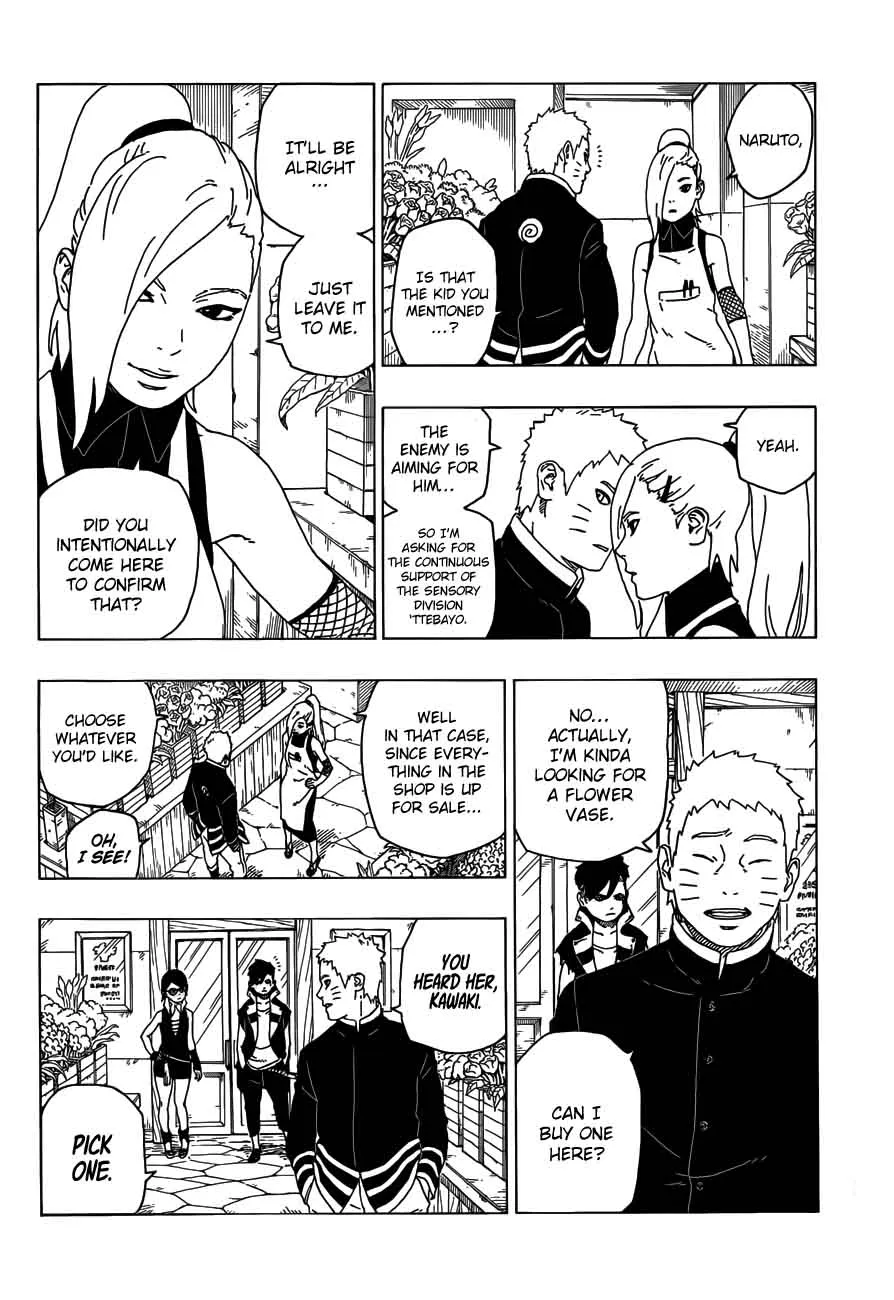 NARUTO,
IS THAT
THE KID YOU
MENTIONED
...?
YEAH.
THE
ENEMY IS
AIMING FOR
HIM...
SO I'M
ASKING FOR
THE CONTINUOUS
SUPPORT OF
THE SENSORY
DIVISION
'TTEBAYO.
IT'LL BE
ALRIGHT
...
JUST
LEAVE IT
TO ME.
DID YOU
INTENTIONALLY
COME HERE
TO CONFIRM
THAT?
NO...
ACTUALLY,
I'M KINDA
LOOKING FOR
A FLOWER
VASE.
CAN I
BUY ONE
HERE?
WELL
IN THAT CASE,
SINCE EVERY-
THING IN THE
SHOP IS UP
FOR SALE...
CHOOSE
WHATEVER
YOU'D LIKE.
OH,
I SEE!
YOU
HEARD HER,
KAWAKI.
PICK
ONE.